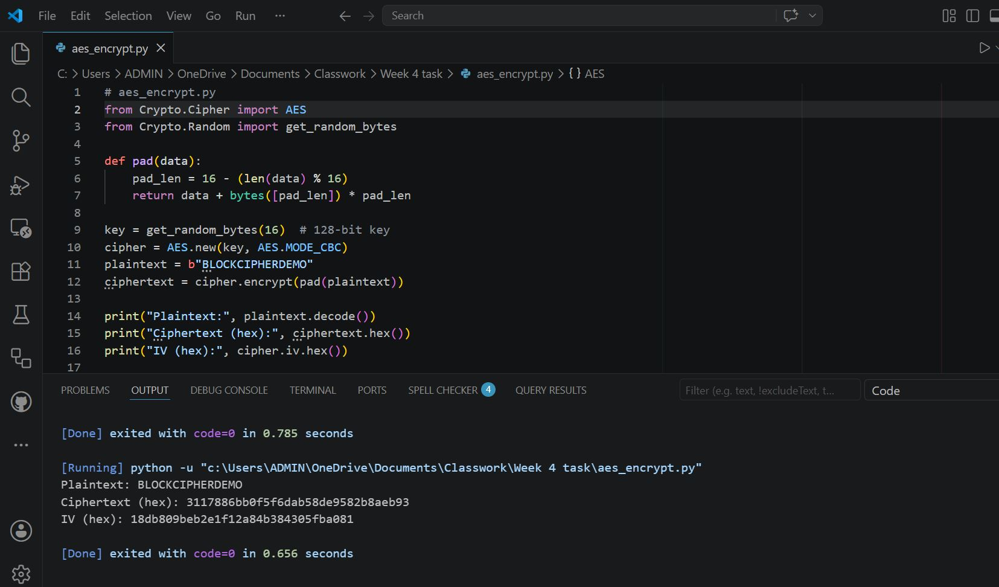 File Edit Selection View Go Run ···
Search
aes_encrypt.py
C: > Users > ADMIN > OneDrive > Documents > Classwork > Week 4 task > aes_encrypt.py > {} AES
1 # aes_encrypt.py
2 from Crypto.Cipher import AES
3 from Crypto.Random import get_random_bytes
4
5 def pad(data):
6     pad_len = 16 - (len(data) % 16)
7     return data + bytes([pad_len]) * pad_len
8
9 key = get_random_bytes(16)  # 128-bit key
10 cipher = AES.new(key, AES.MODE_CBC)
11 plaintext = b"BLOCKCIPHERDEMO"
12 ciphertext = cipher.encrypt(pad(plaintext))
13
14 print("Plaintext:", plaintext.decode())
15 print("Ciphertext (hex):", ciphertext.hex())
16 print("IV (hex):", cipher.iv.hex())
17
PROBLEMS OUTPUT DEBUG CONSOLE TERMINAL PORTS SPELL CHECKER 4 QUERY RESULTS Filter (e.g. text, !excludeText, t... Code
[Done] exited with code=0 in 0.785 seconds
[Running] python -u "c:\Users\ADMIN\OneDrive\Documents\Classwork\Week 4 task\aes_encrypt.py"
Plaintext: BLOCKCIPHERDEMO
Ciphertext (hex): 3117886bb0f5f6dab58de9582b8aeb93
IV (hex): 18db809beb2e1f12a84b384305fba081
[Done] exited with code=0 in 0.656 seconds